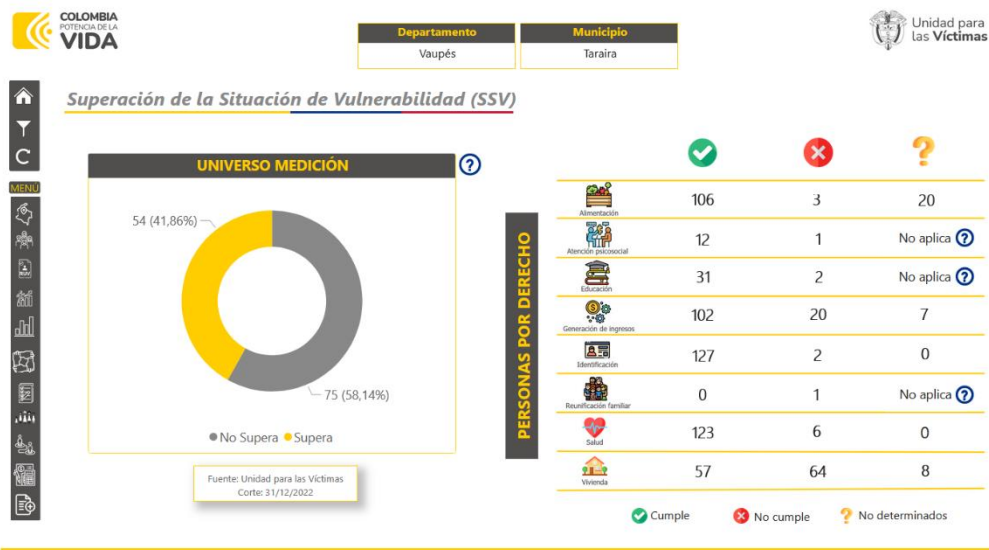 COLOMBIA
POTENCIA DE LA
VIDA
Departamento
Vaupés
Municipio
Taraira
Unidad para
las Víctimas
Superación de la Situación de Vulnerabilidad (SSV)
MENÚ
RUV
UNIVERSO MEDICIÓN
?
54 (41,86%)
75 (58,14%)
No Supera Supera
Fuente: Unidad para las Víctimas
Corte: 31/12/2022
PERSONAS POR DERECHO
?
Alimentación 106 3 20
Atención psicosocial 12 1 No aplica ?
Educación 31 2 No aplica ?
Generación de ingresos 102 20 7
Identificación 127 2 0
Reunificación familiar 0 1 No aplica ?
Salud 123 6 0
Vivienda 57 64 8
Cumple No cumple ? No determinados